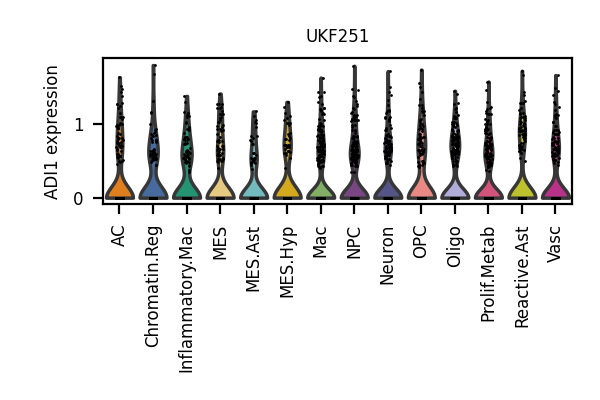 UKF251
ADI1 expression
1
0
AC
Chromatin.Reg
Inflammatory.Mac
MES
MES.Ast
MES.Hyp
Mac
NPC
Neuron
OPC
Oligo
Prolif.Metab
Reactive.Ast
Vasc